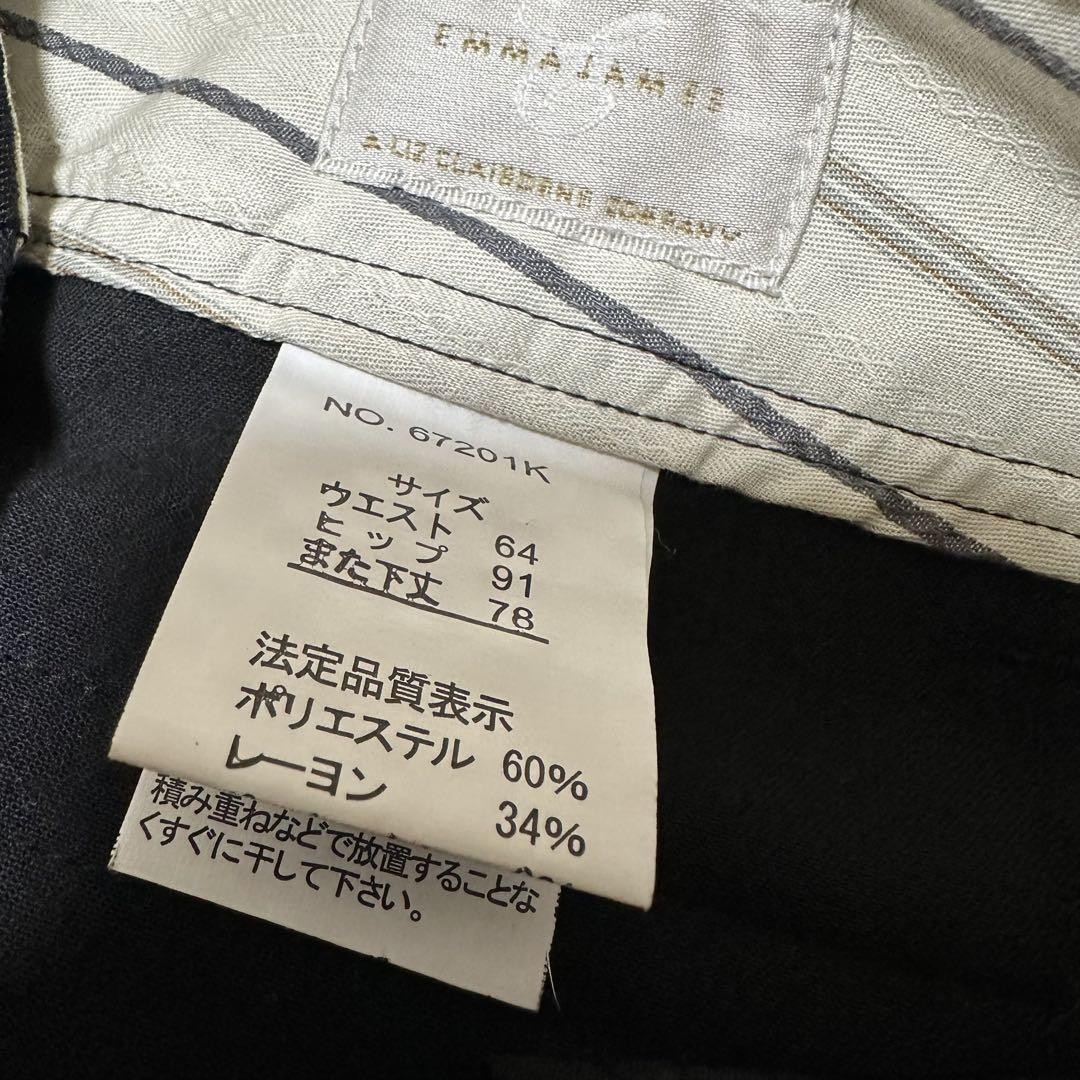 EMMAJAMES
A LIZ CLAIBORNE COMPANY
NO. 67201K
サイズ
ウエスト 64
ヒップ 91
また下丈 78
法定品質表示
ポリエステル 60%
レーヨン 34%
積み重ねなどで放置することな
くすぐに干して下さい。